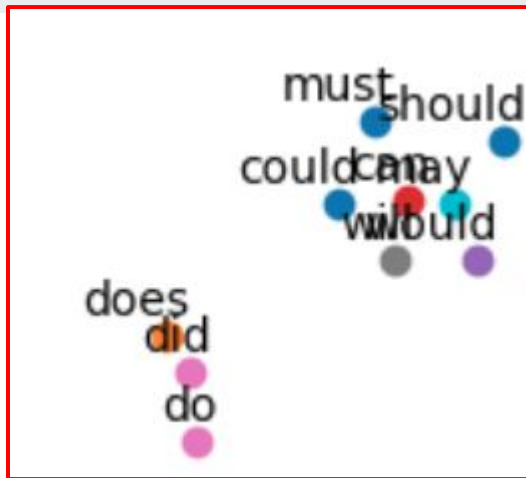 must
should
could can may
will would
does
did
do